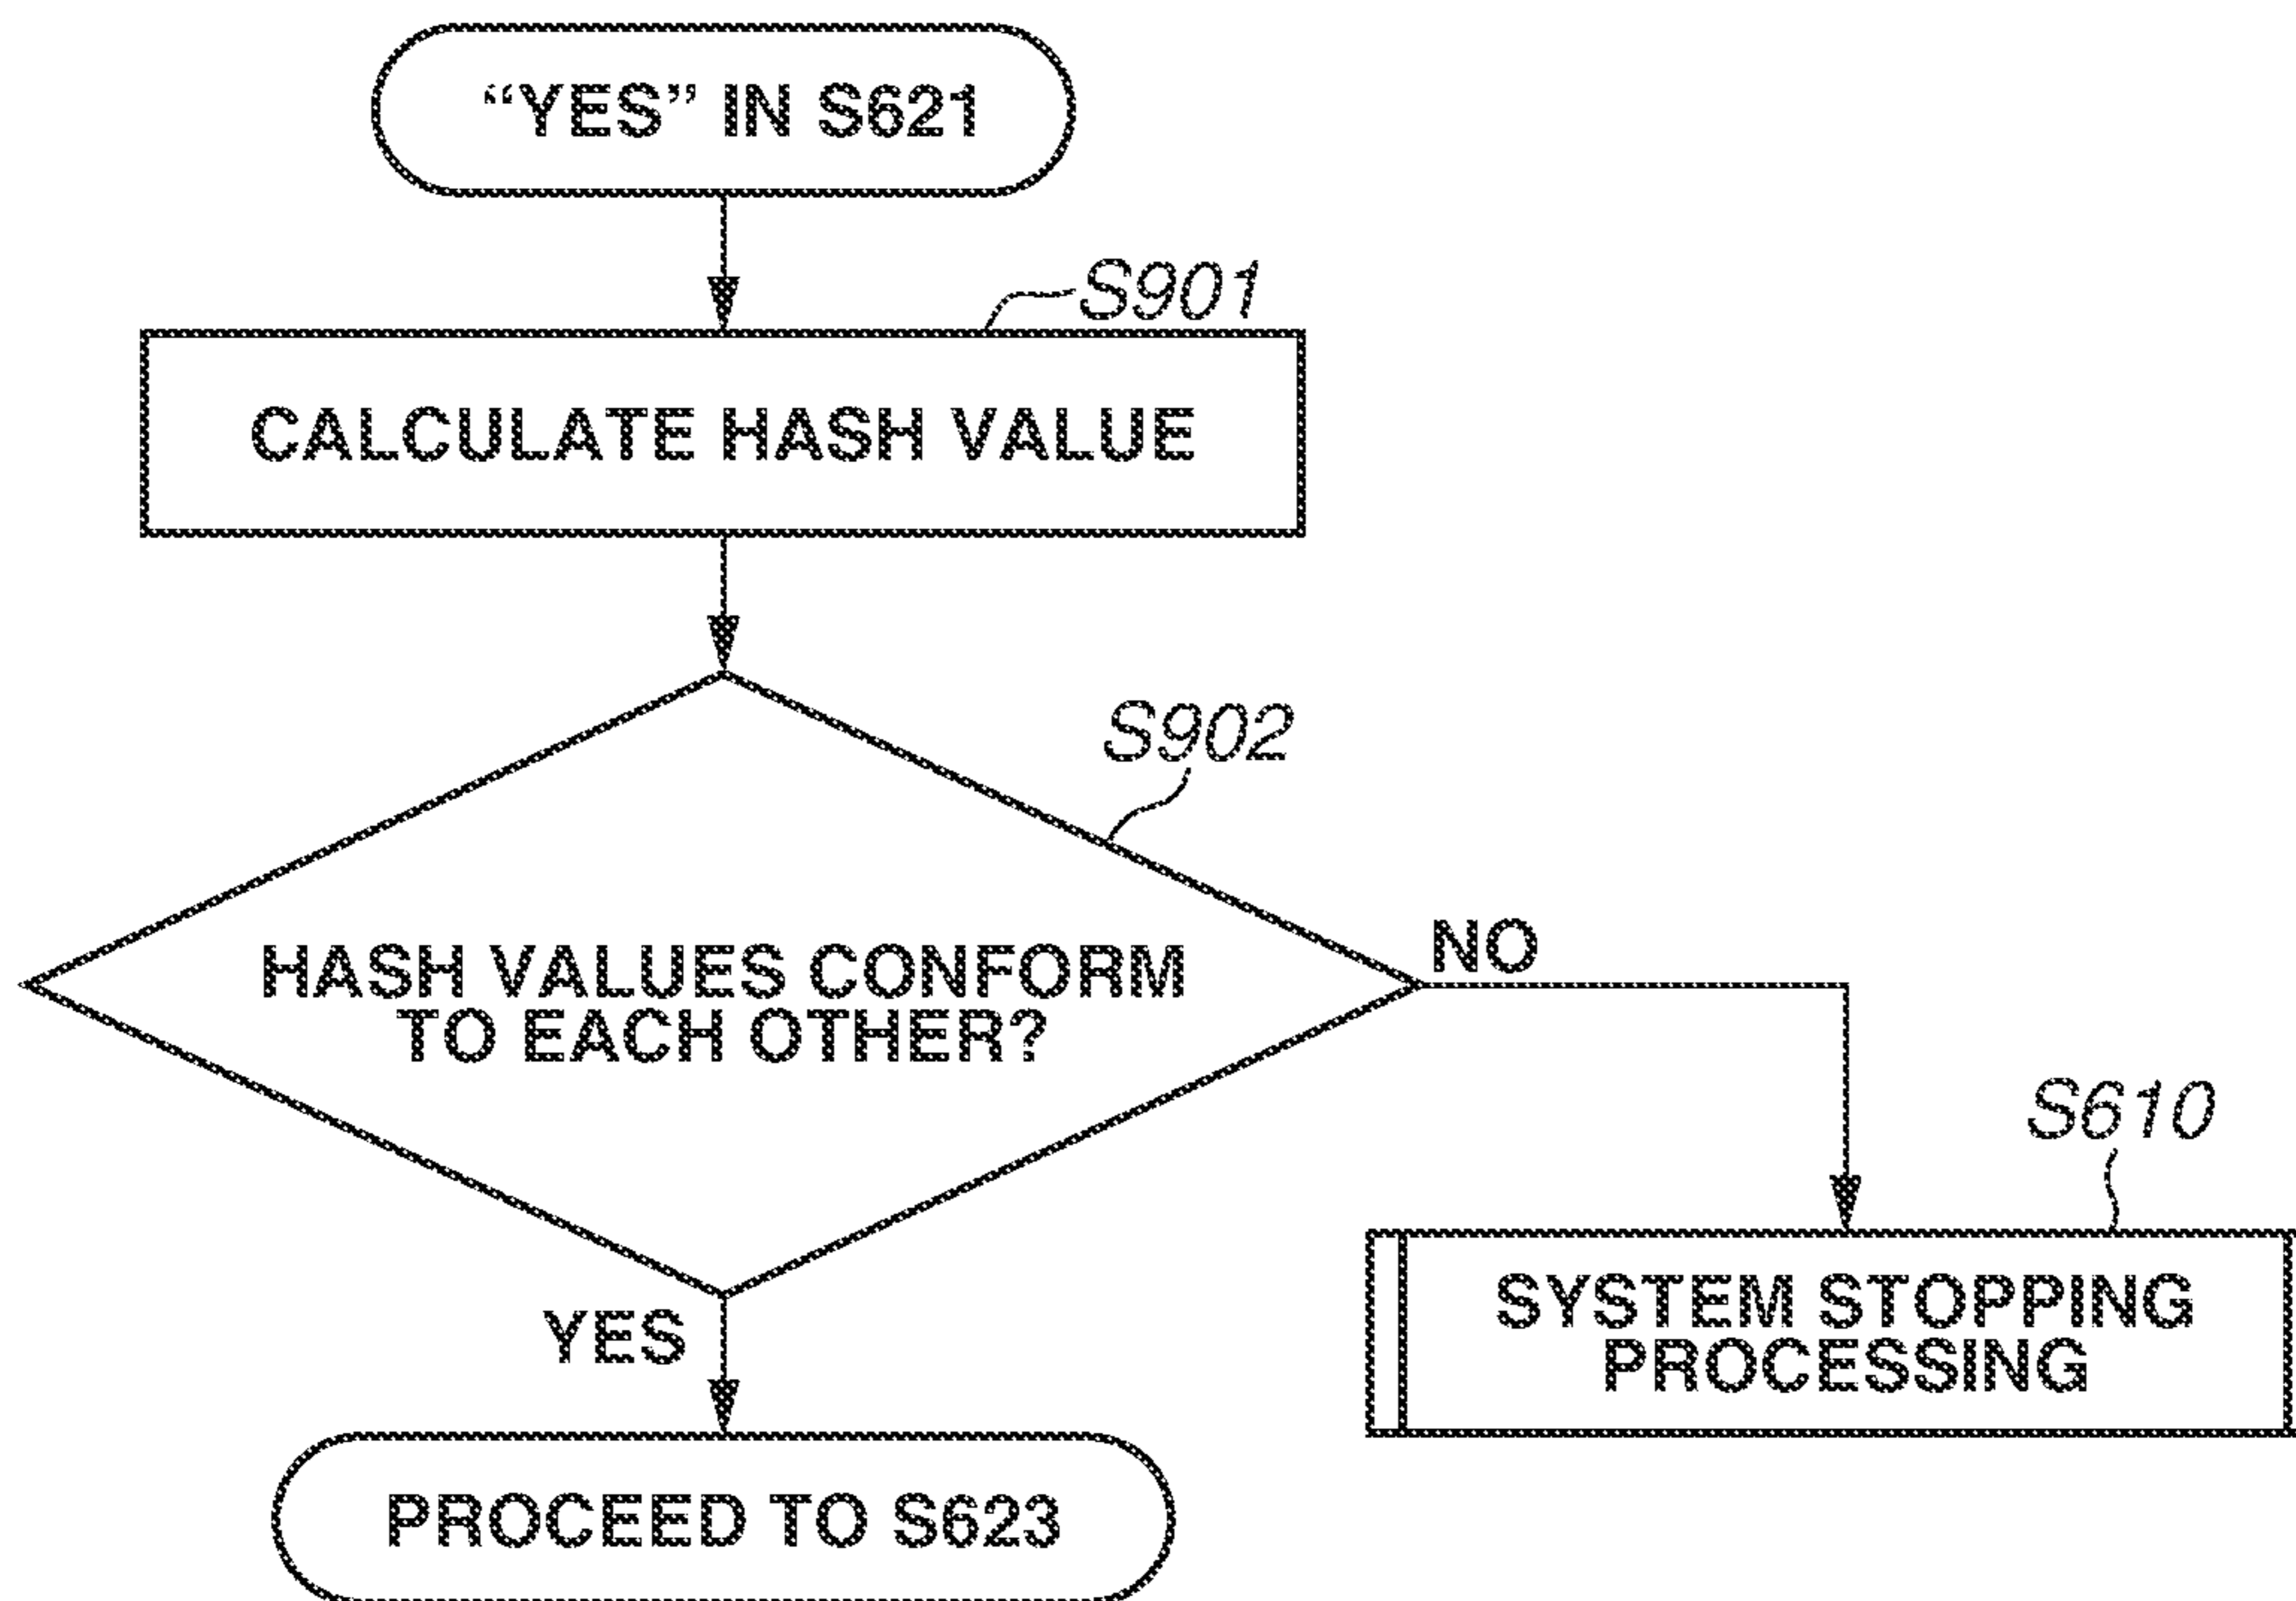 “YES” IN S621
S901
CALCULATE HASH VALUE
S902
HASH VALUES CONFORM
TO EACH OTHER?
NO
S610
SYSTEM STOPPING
PROCESSING
YES
PROCEED TO S623